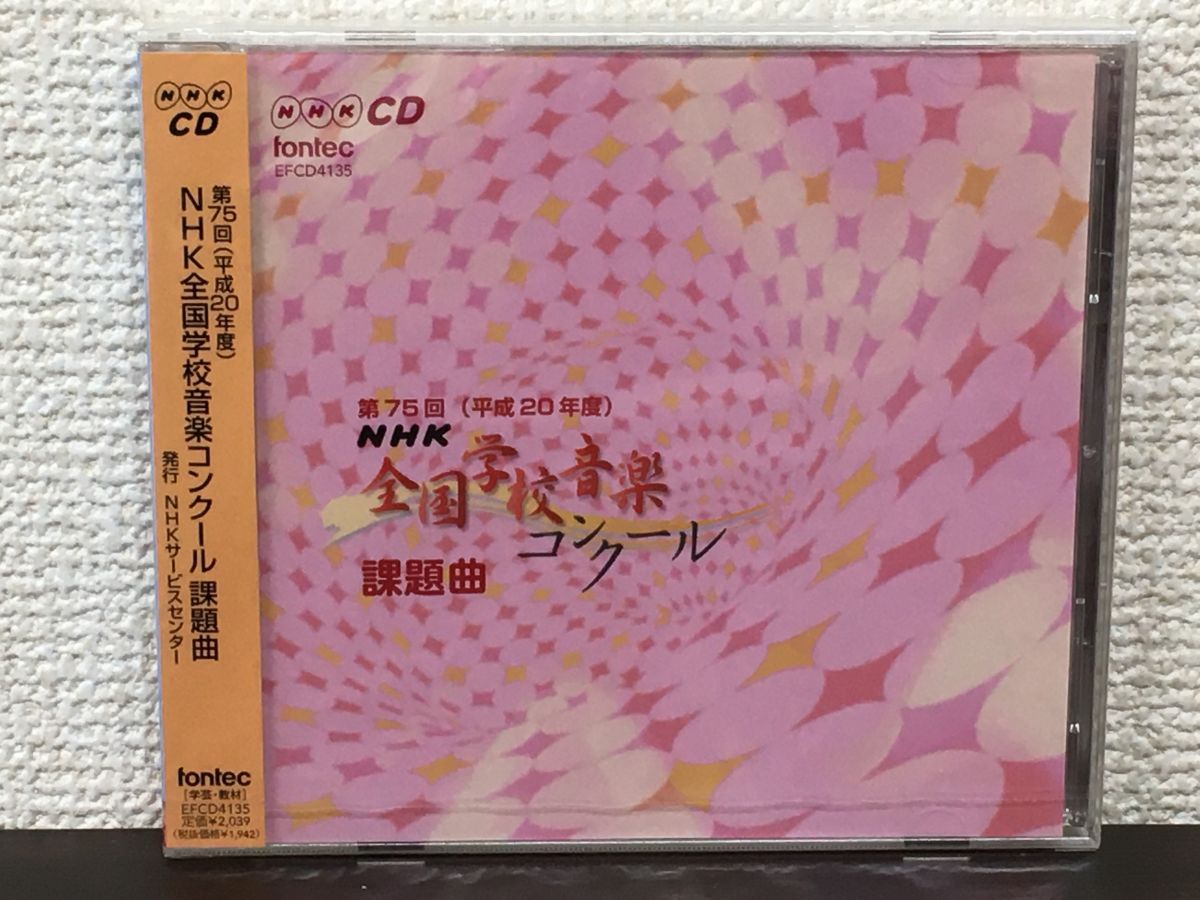 NHK
CD
第75回(平成20年度)
NHK全国学校音楽コンクール 課題曲
発行 NHKサービスセンター
fontec
[学芸・教材]
EFCD4135
定価¥2,039
(税抜価格¥1,942)
NHK CD
fontec
EFCD4135
第75回(平成20年度)
NHK
全国学校音楽
コンクール
課題曲